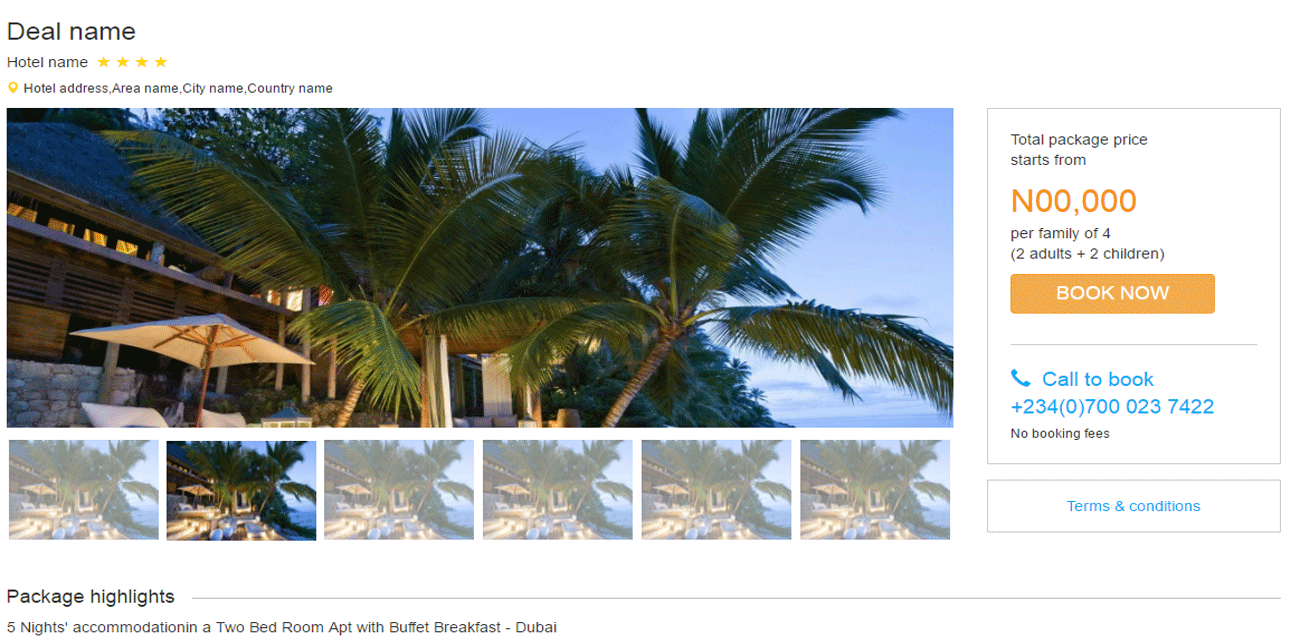 Deal name
Hotel name
Hotel address,Area name,City name,Country name
Total package price
starts from
N00,000
per family of 4
(2 adults + 2 children)
BOOK NOW
Call to book
+234(0)700 023 7422
No booking fees
Terms & conditions
Package highlights
5 Nights' accommodationin a Two Bed Room Apt with Buffet Breakfast - Dubai